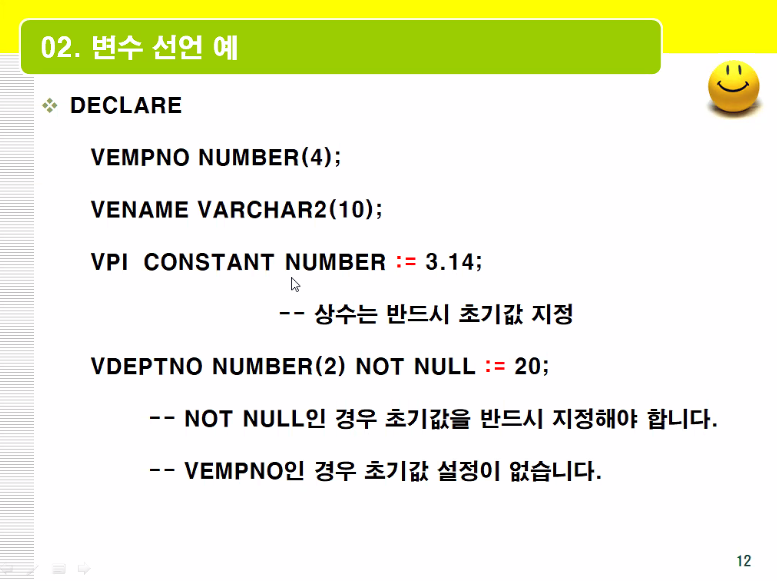 02. 변수 선언 예
DECLARE
VEMPNO NUMBER(4);
VENAME VARCHAR2(10);
VPI CONSTANT NUMBER := 3.14;
-- 상수는 반드시 초기값 지정
VDEPTNO NUMBER(2) NOT NULL := 20;
-- NOT NULL인 경우 초기값을 반드시 지정해야 합니다.
-- VEMPNO인 경우 초기값 설정이 없습니다.
12